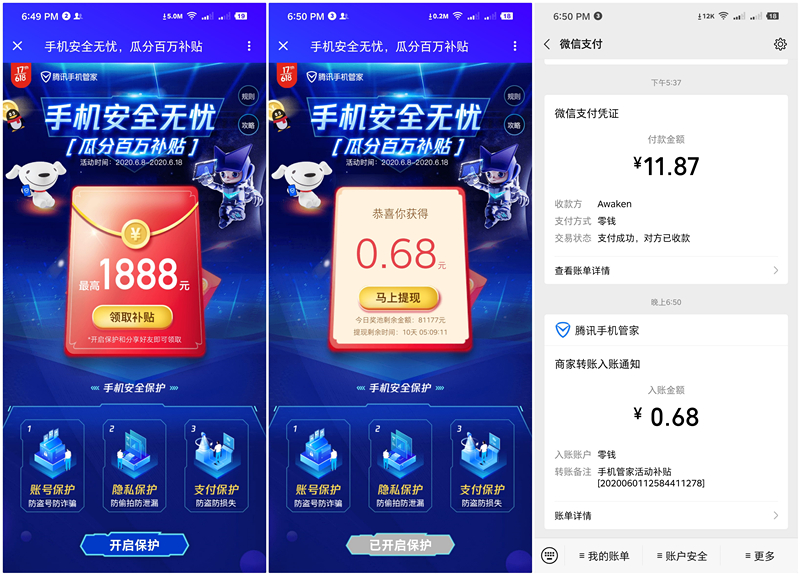 6:49 PM 2 5.0M 19
手机安全无忧，瓜分百万补贴
17周年 618
腾讯手机管家
规则
手机安全无忧
攻略
[瓜分百万补贴]
活动时间：2020.6.8–2020.6.18
¥
最高1888元
领取补贴
*开启保护和分享好友即可领取
手机安全保护
1 2 3
账号保护 隐私保护 支付保护
防盗号防诈骗 防偷拍防泄漏 防盗防损失
开启保护
6:50 PM 3 0.2M 18
手机安全无忧，瓜分百万补贴
618
腾讯手机管家
规则
手机安全无忧
攻略
[瓜分百万补贴]
活动时间：2020.6.8–2020.6.18
恭喜你获得
0.68元
马上提现
今日奖池剩余金额：81177元
提现剩余时间：10天 05:09:11
手机安全保护
1 2 3
账号保护 隐私保护 支付保护
防盗号防诈骗 防偷拍防泄漏 防盗防损失
已开启保护
6:50 PM 3 12K 18
微信支付
下午5:37
微信支付凭证
付款金额
¥11.87
收款方 Awaken
支付方式 零钱
交易状态 支付成功，对方已收款
查看账单详情
晚上6:50
腾讯手机管家
商家转账入账通知
入账金额
¥ 0.68
入账账户 零钱
转账备注 手机管家活动补贴
[2020060112584411278]
账单详情
我的账单 账户安全 更多